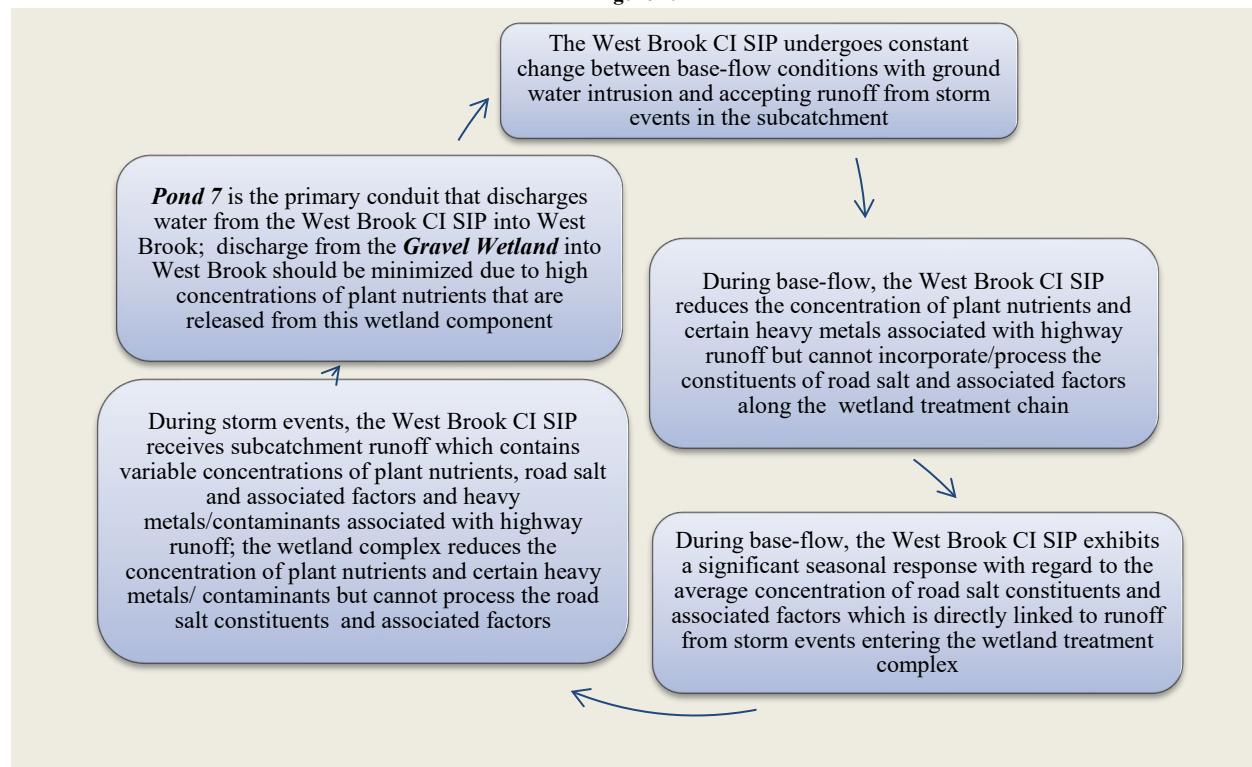 The West Brook CI SIP undergoes constant
change between base-flow conditions with ground
water intrusion and accepting runoff from storm
events in the subcatchment
During base-flow, the West Brook CI SIP
reduces the concentration of plant nutrients and
certain heavy metals associated with highway
runoff but cannot incorporate/process the
constituents of road salt and associated factors
along the wetland treatment chain
During base-flow, the West Brook CI SIP exhibits
a significant seasonal response with regard to the
average concentration of road salt constituents and
associated factors which is directly linked to runoff
from storm events entering the wetland treatment
complex
During storm events, the West Brook CI SIP
receives subcatchment runoff which contains
variable concentrations of plant nutrients, road salt
and associated factors and heavy
metals/contaminants associated with highway
runoff; the wetland complex reduces the
concentration of plant nutrients and certain heavy
metals/ contaminants but cannot process the road
salt constituents and associated factors
Pond 7 is the primary conduit that discharges
water from the West Brook CI SIP into West
Brook; discharge from the Gravel Wetland into
West Brook should be minimized due to high
concentrations of plant nutrients that are
released from this wetland component